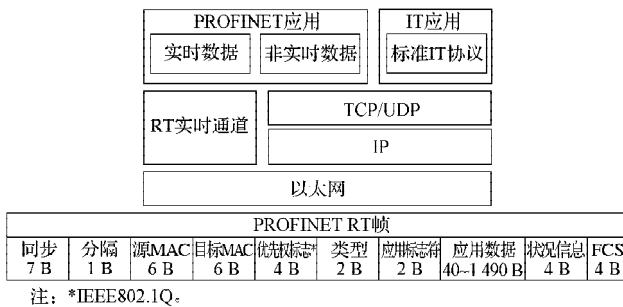 PROFINET应用 IT应用
实时数据 非实时数据 标准IT协议
RT实时通道
TCP/UDP
IP
以太网
PROFINET RT帧
同步 分隔 源MAC 目标MAC 优先权标志* 类型 应用标志符 应用数据 状况信息 FCS
7 B 1 B 6 B 6 B 4 B 2 B 2 B 40~1 490 B 4 B 4 B
注：*IEEE802.1Q。